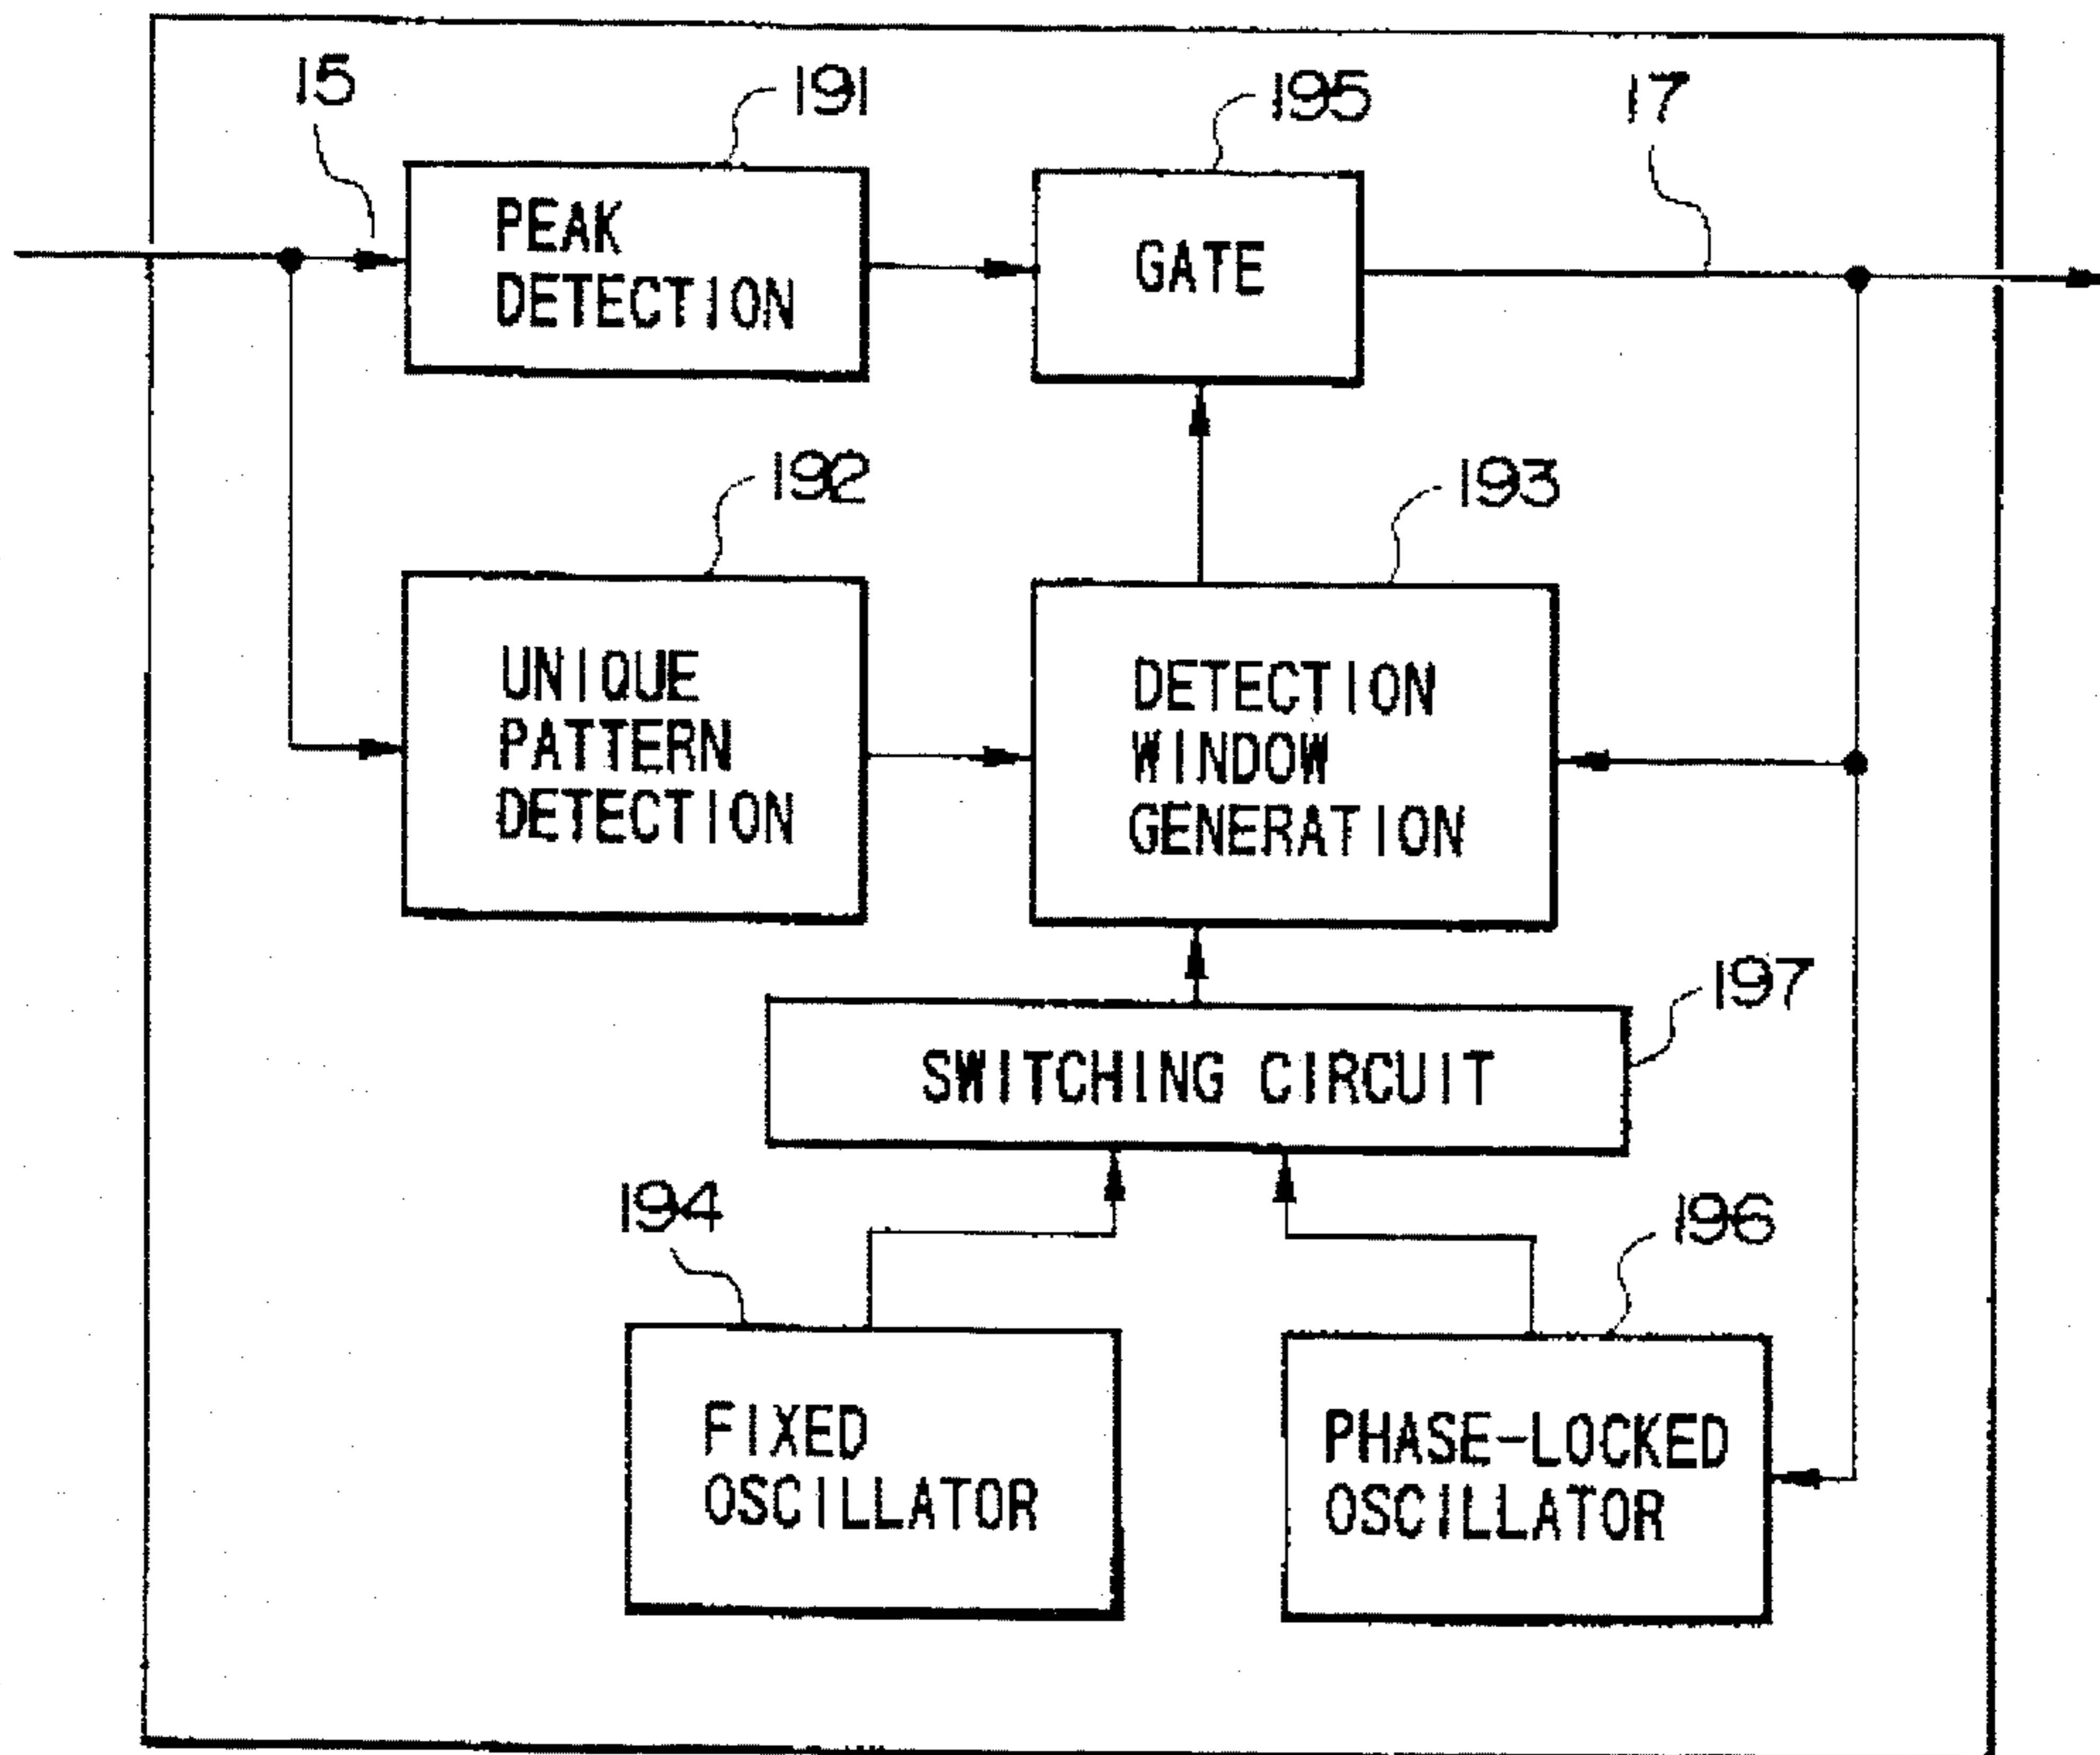 15
191
195
17
PEAK
DETECTION
GATE
192
193
UNIQUE
PATTERN
DETECTION
DETECTION
WINDOW
GENERATION
197
SWITCHING CIRCUIT
194
196
FIXED
OSCILLATOR
PHASE-LOCKED
OSCILLATOR